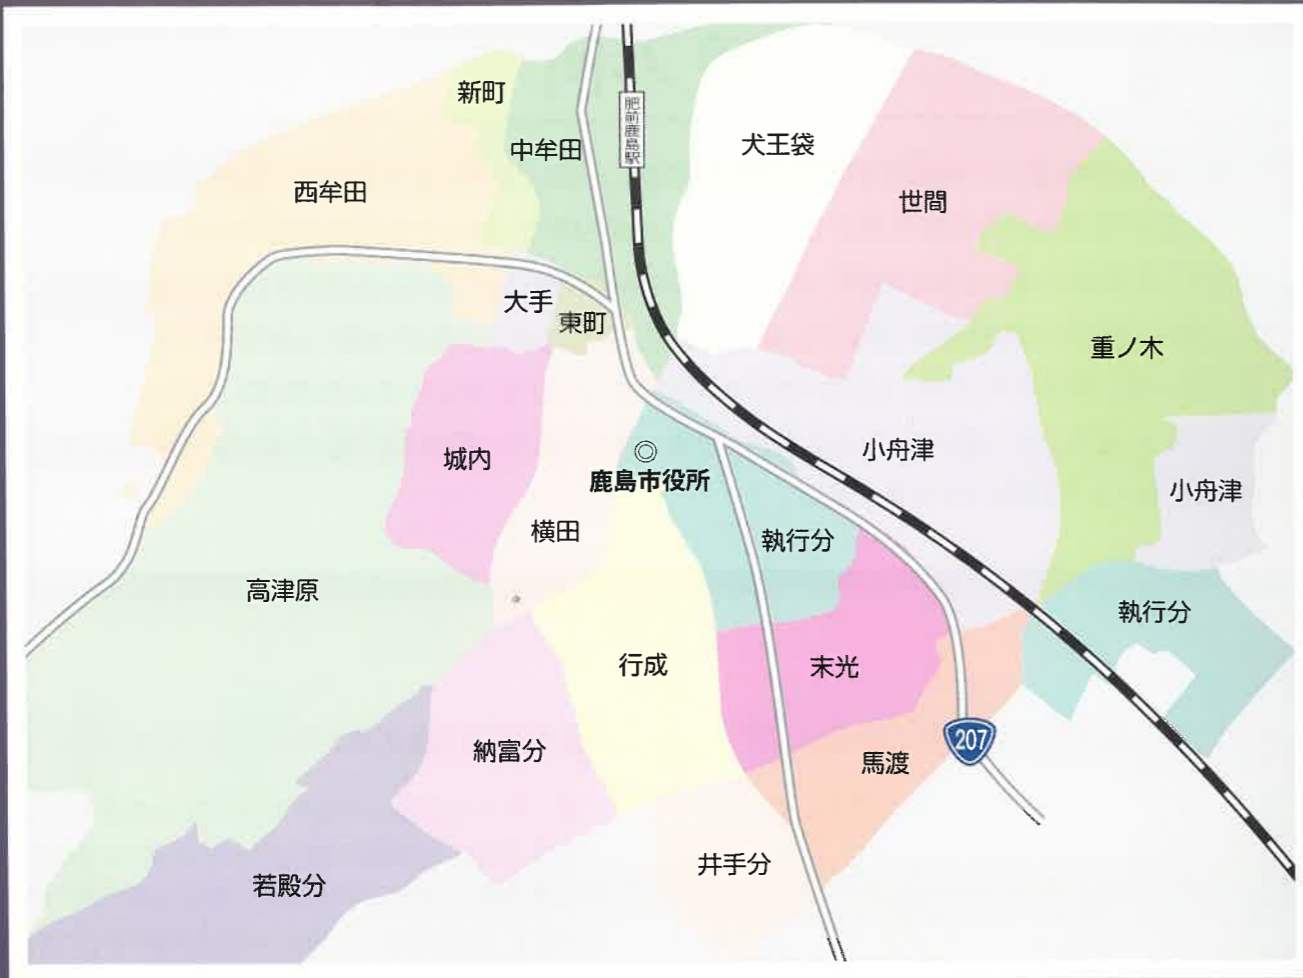 新町
肥前鹿島駅
中牟田
犬王袋
西牟田
世間
大手
東町
重ノ木
城内
小舟津
鹿島市役所
小舟津
横田
執行分
高津原
執行分
行成
末光
納富分
207
馬渡
井手分
若殿分